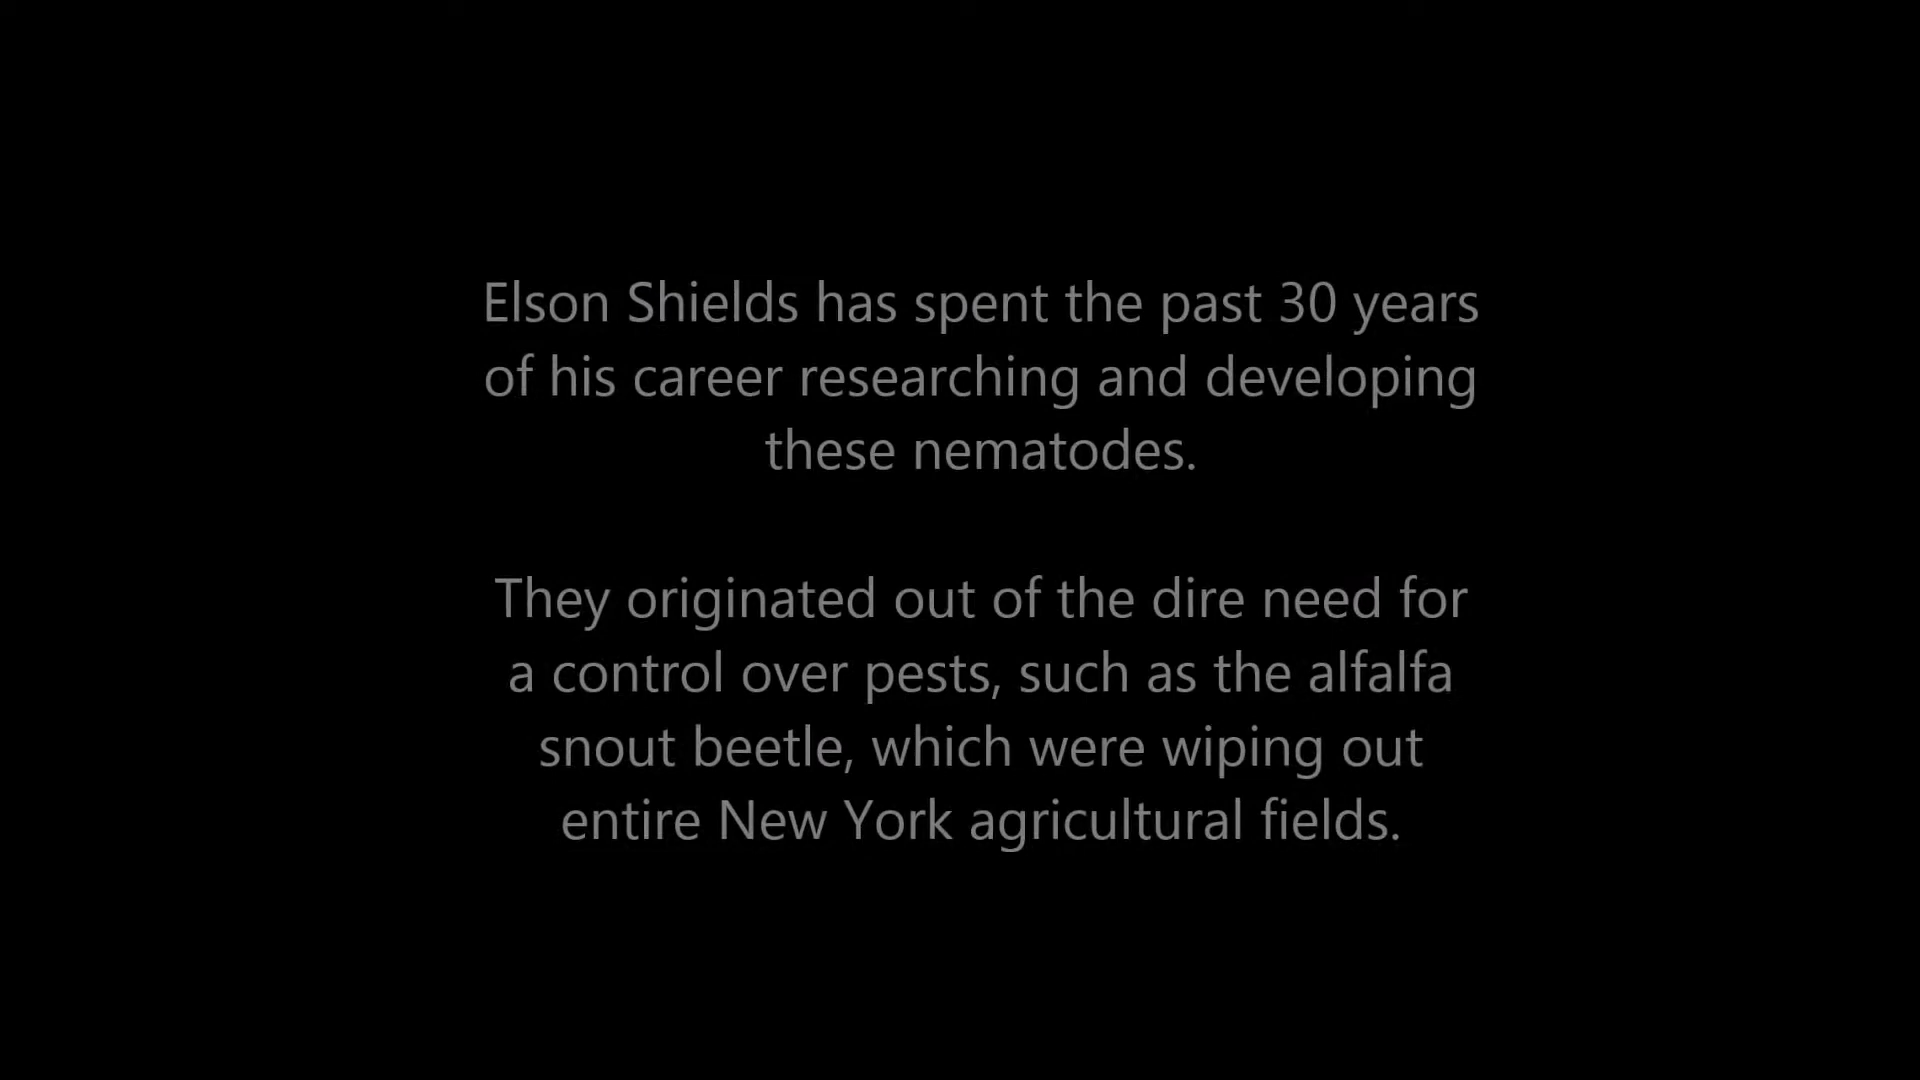 Elson Shields has spent the past 30 years
of his career researching and developing
these nematodes.
They originated out of the dire need for
a control over pests, such as the alfalfa
snout beetle, which were wiping out
entire New York agricultural fields.